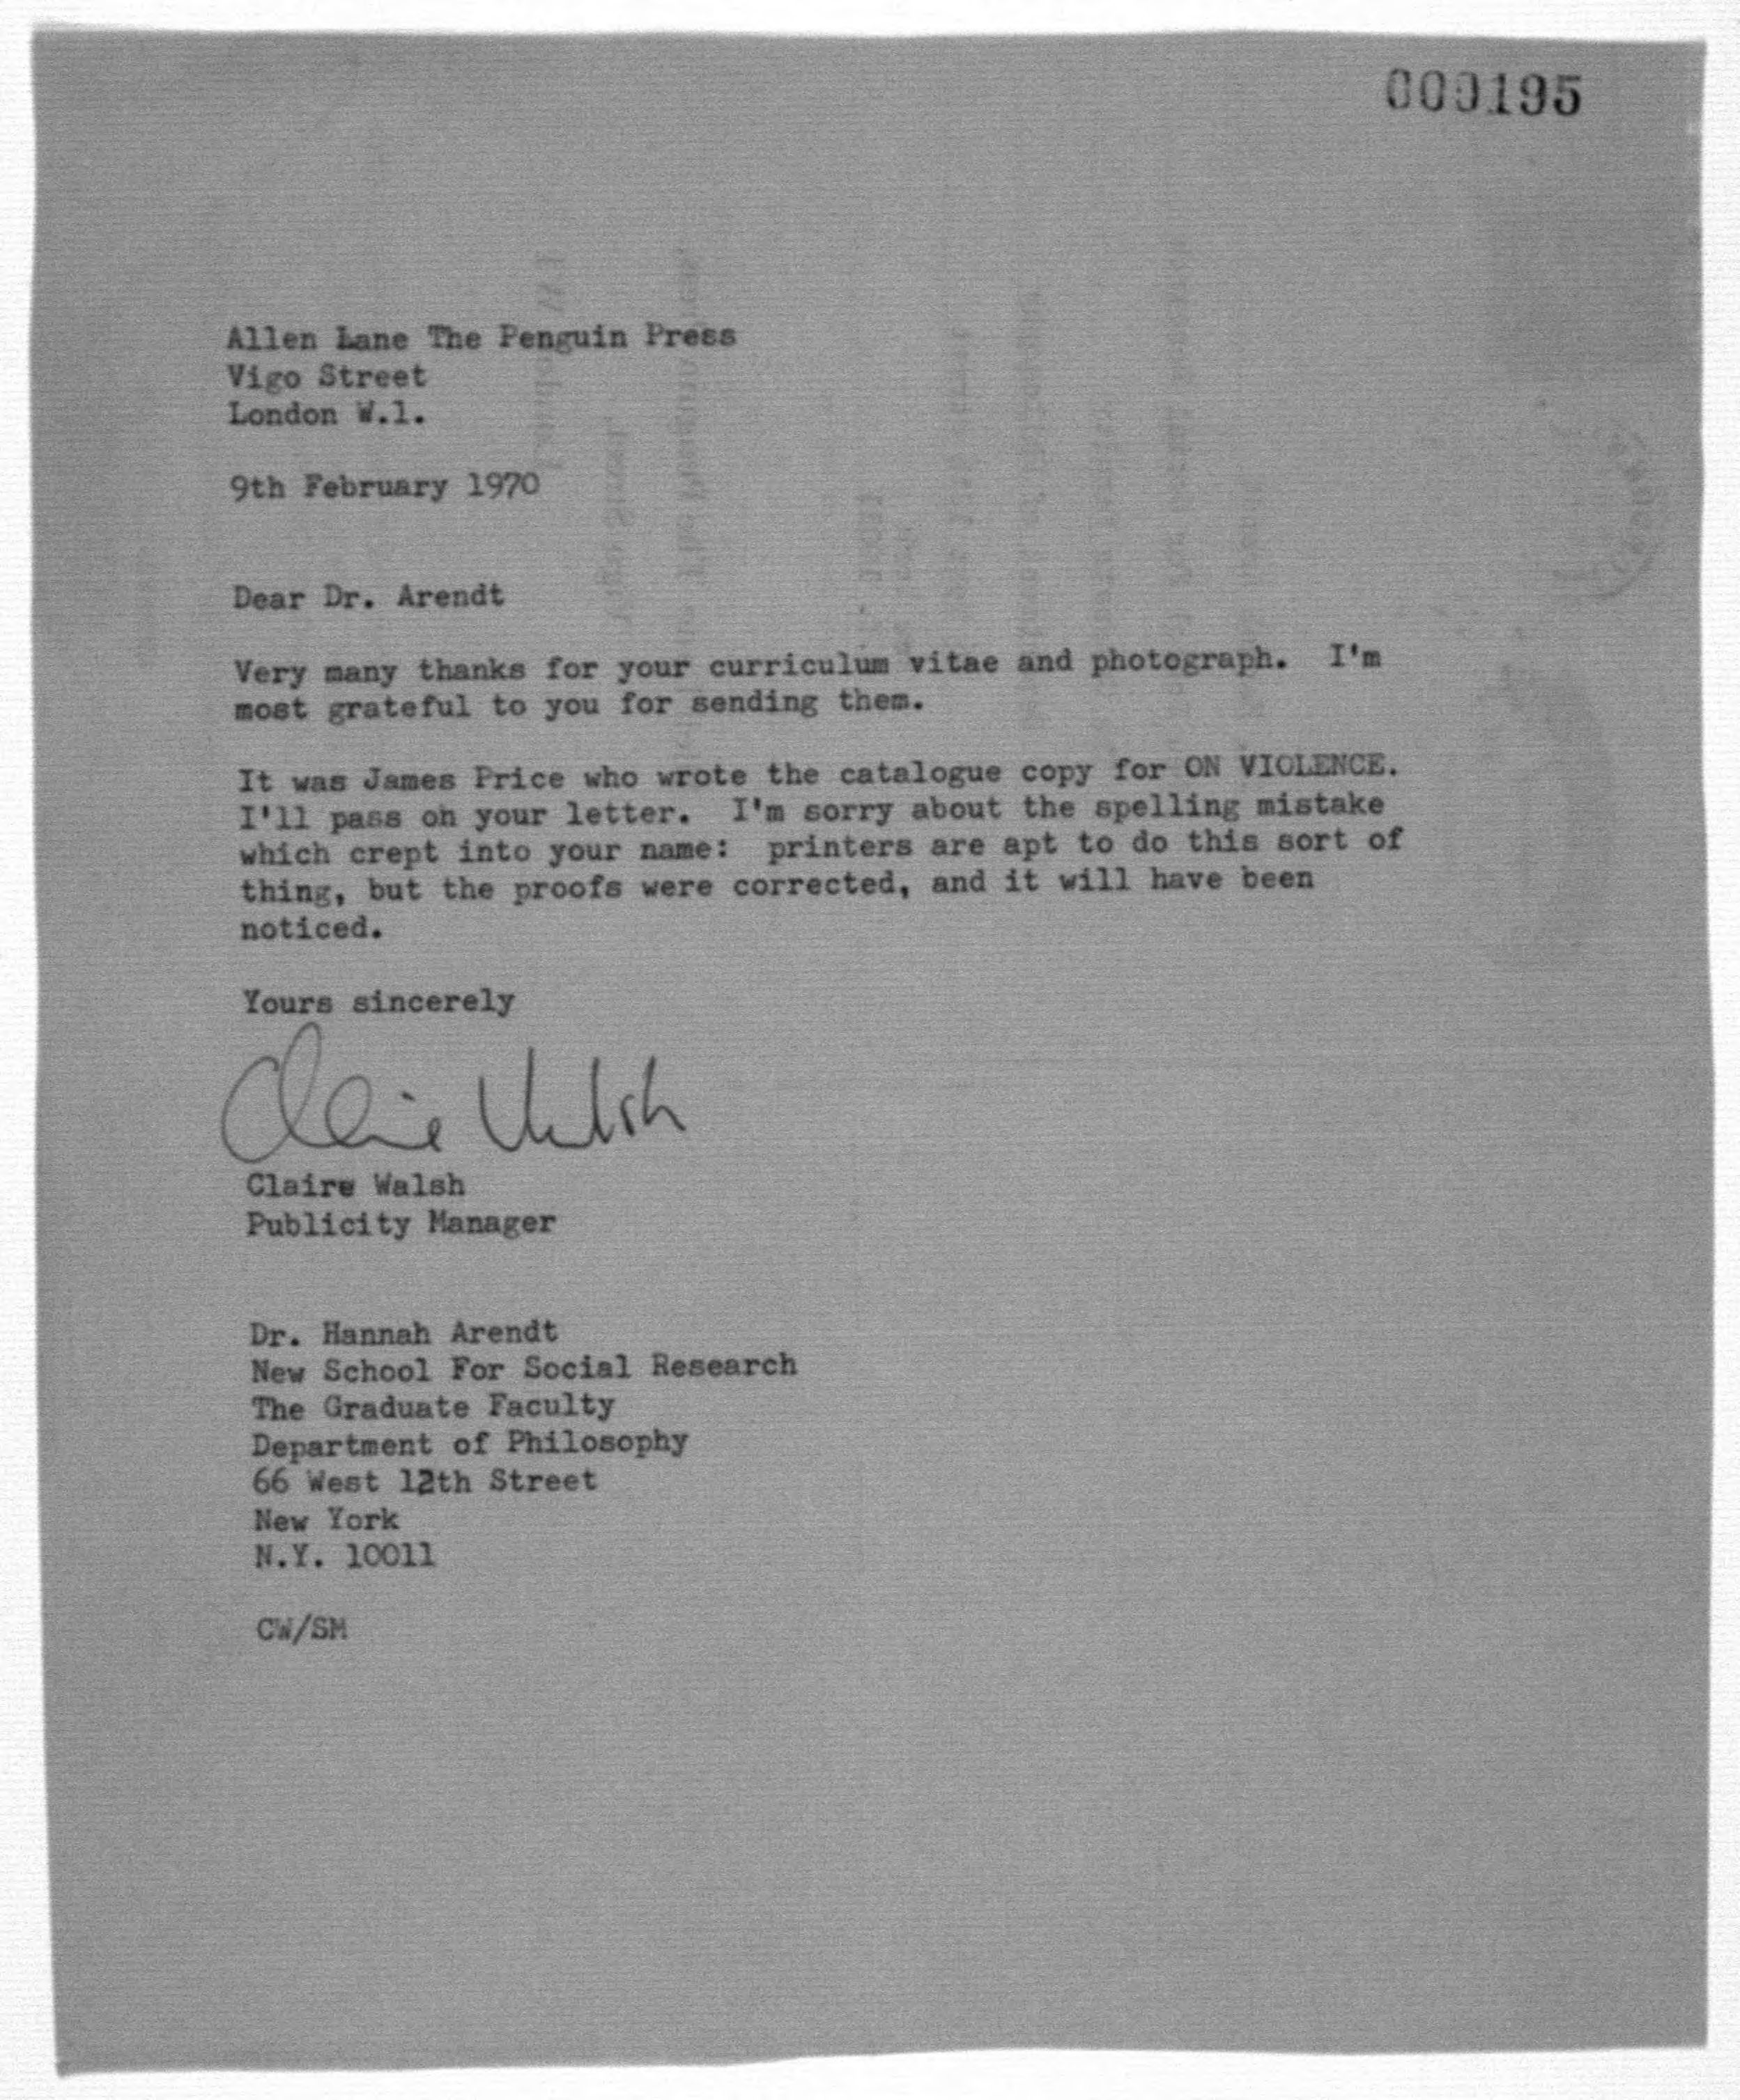 000195
Allen Lane The Penguin Press
Vigo Street
London W.1.
9th February 1970
Dear Dr. Arendt
Very many thanks for your curriculum vitae and photograph. I'm
most grateful to you for sending them.
It was James Price who wrote the catalogue copy for ON VIOLENCE.
I'll pass on your letter. I'm sorry about the spelling mistake
which crept into your name: printers are apt to do this sort of
thing, but the proofs were corrected, and it will have been
noticed.
Yours sincerely
Claire Walsh
Claire Walsh
Publicity Manager
Dr. Hannah Arendt
New School For Social Research
The Graduate Faculty
Department of Philosophy
66 West 12th Street
New York
N.Y. 10011
CW/SM